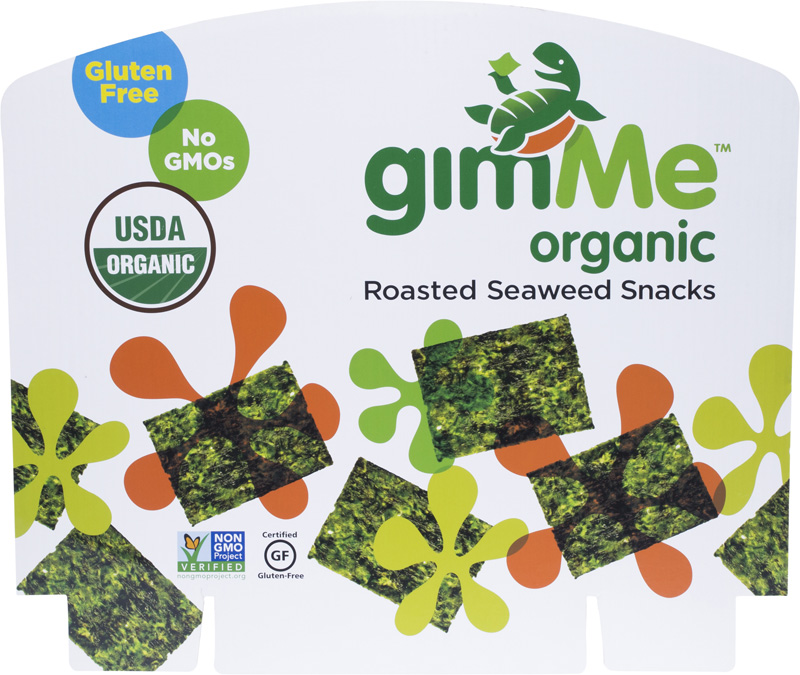 Gluten
Free
No
GMOs
USDA
ORGANIC
gimMe™
organic
Roasted Seaweed Snacks
NON
GMO
Project
VERIFIED
nongmoproject.org
Certified
GF
Gluten-Free